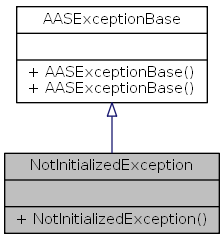 AASExceptionBase
+ AASExceptionBase()
+ AASExceptionBase()
NotInitializedException
+ NotInitializedException()